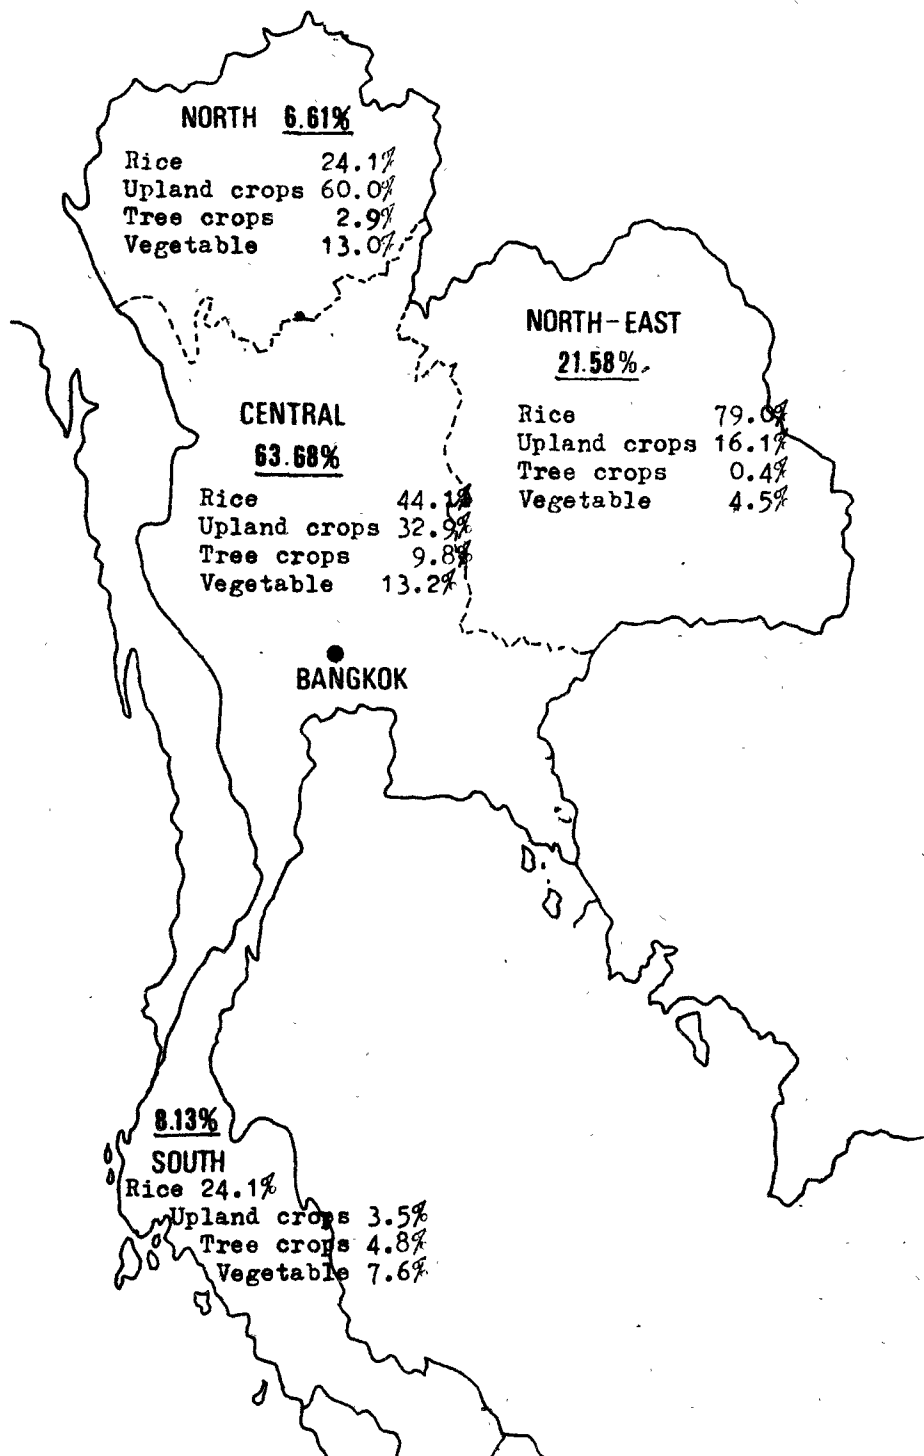 NORTH 6.61%
Rice 24.1%
Upland crops 60.0%
Tree crops 2.9%
Vegetable 13.0%
NORTH-EAST
21.58%
Rice 79.0%
Upland crops 16.1%
Tree crops 0.4%
Vegetable 4.5%
CENTRAL
63.68%
Rice 44.1%
Upland crops 32.9%
Tree crops 9.8%
Vegetable 13.2%
BANGKOK
8.13%
SOUTH
Rice 24.1%
Upland crops 3.5%
Tree crops 4.8%
Vegetable 7.6%